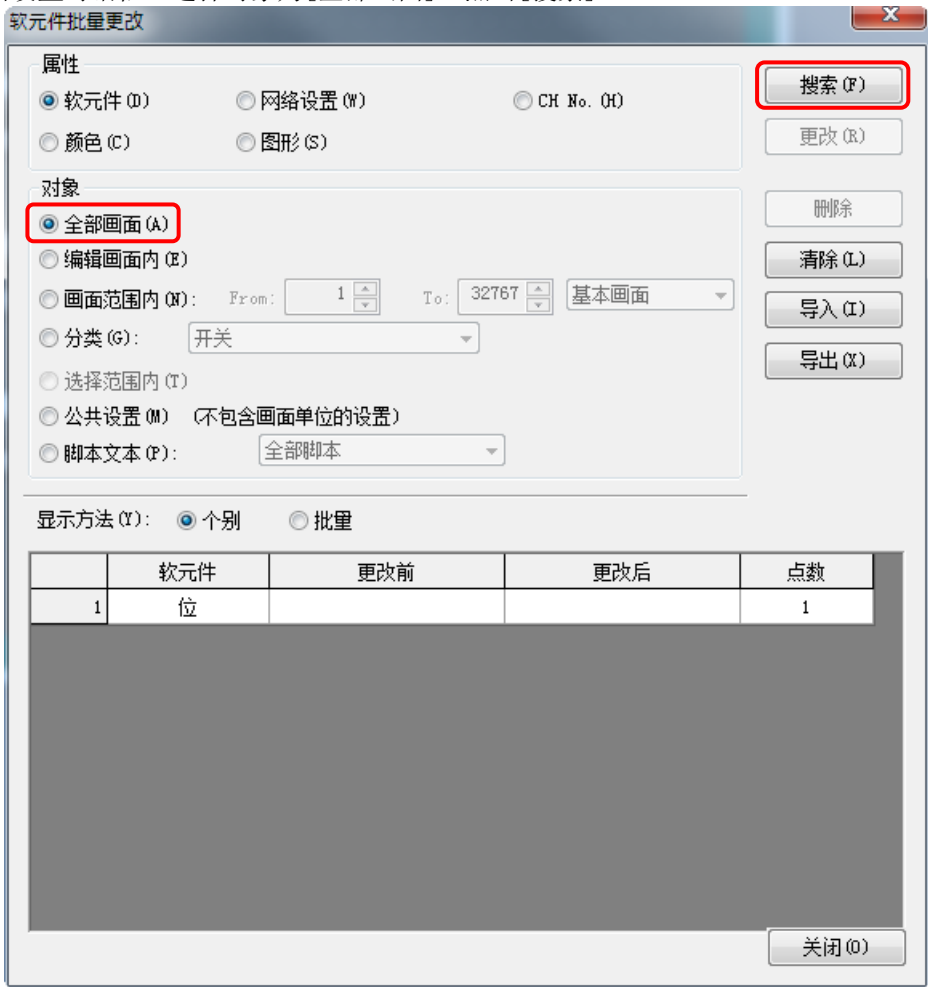 软元件批量更改
属性
软元件(D) 网络设置(W) CH No. (H)
颜色(C) 图形(S)
搜索(F)
更改(R)
对象
全部画面(A)
编辑画面内(E)
画面范围内(N): From: 1 To: 32767 基本画面
分类(G): 开关
选择范围内(T)
公共设置(M) (不包含画面单位的设置)
脚本文本(P): 全部脚本
删除
清除(L)
导入(I)
导出(X)
显示方法(Y): 个别 批量
软元件 更改前 更改后 点数
1 位 1
关闭(O)